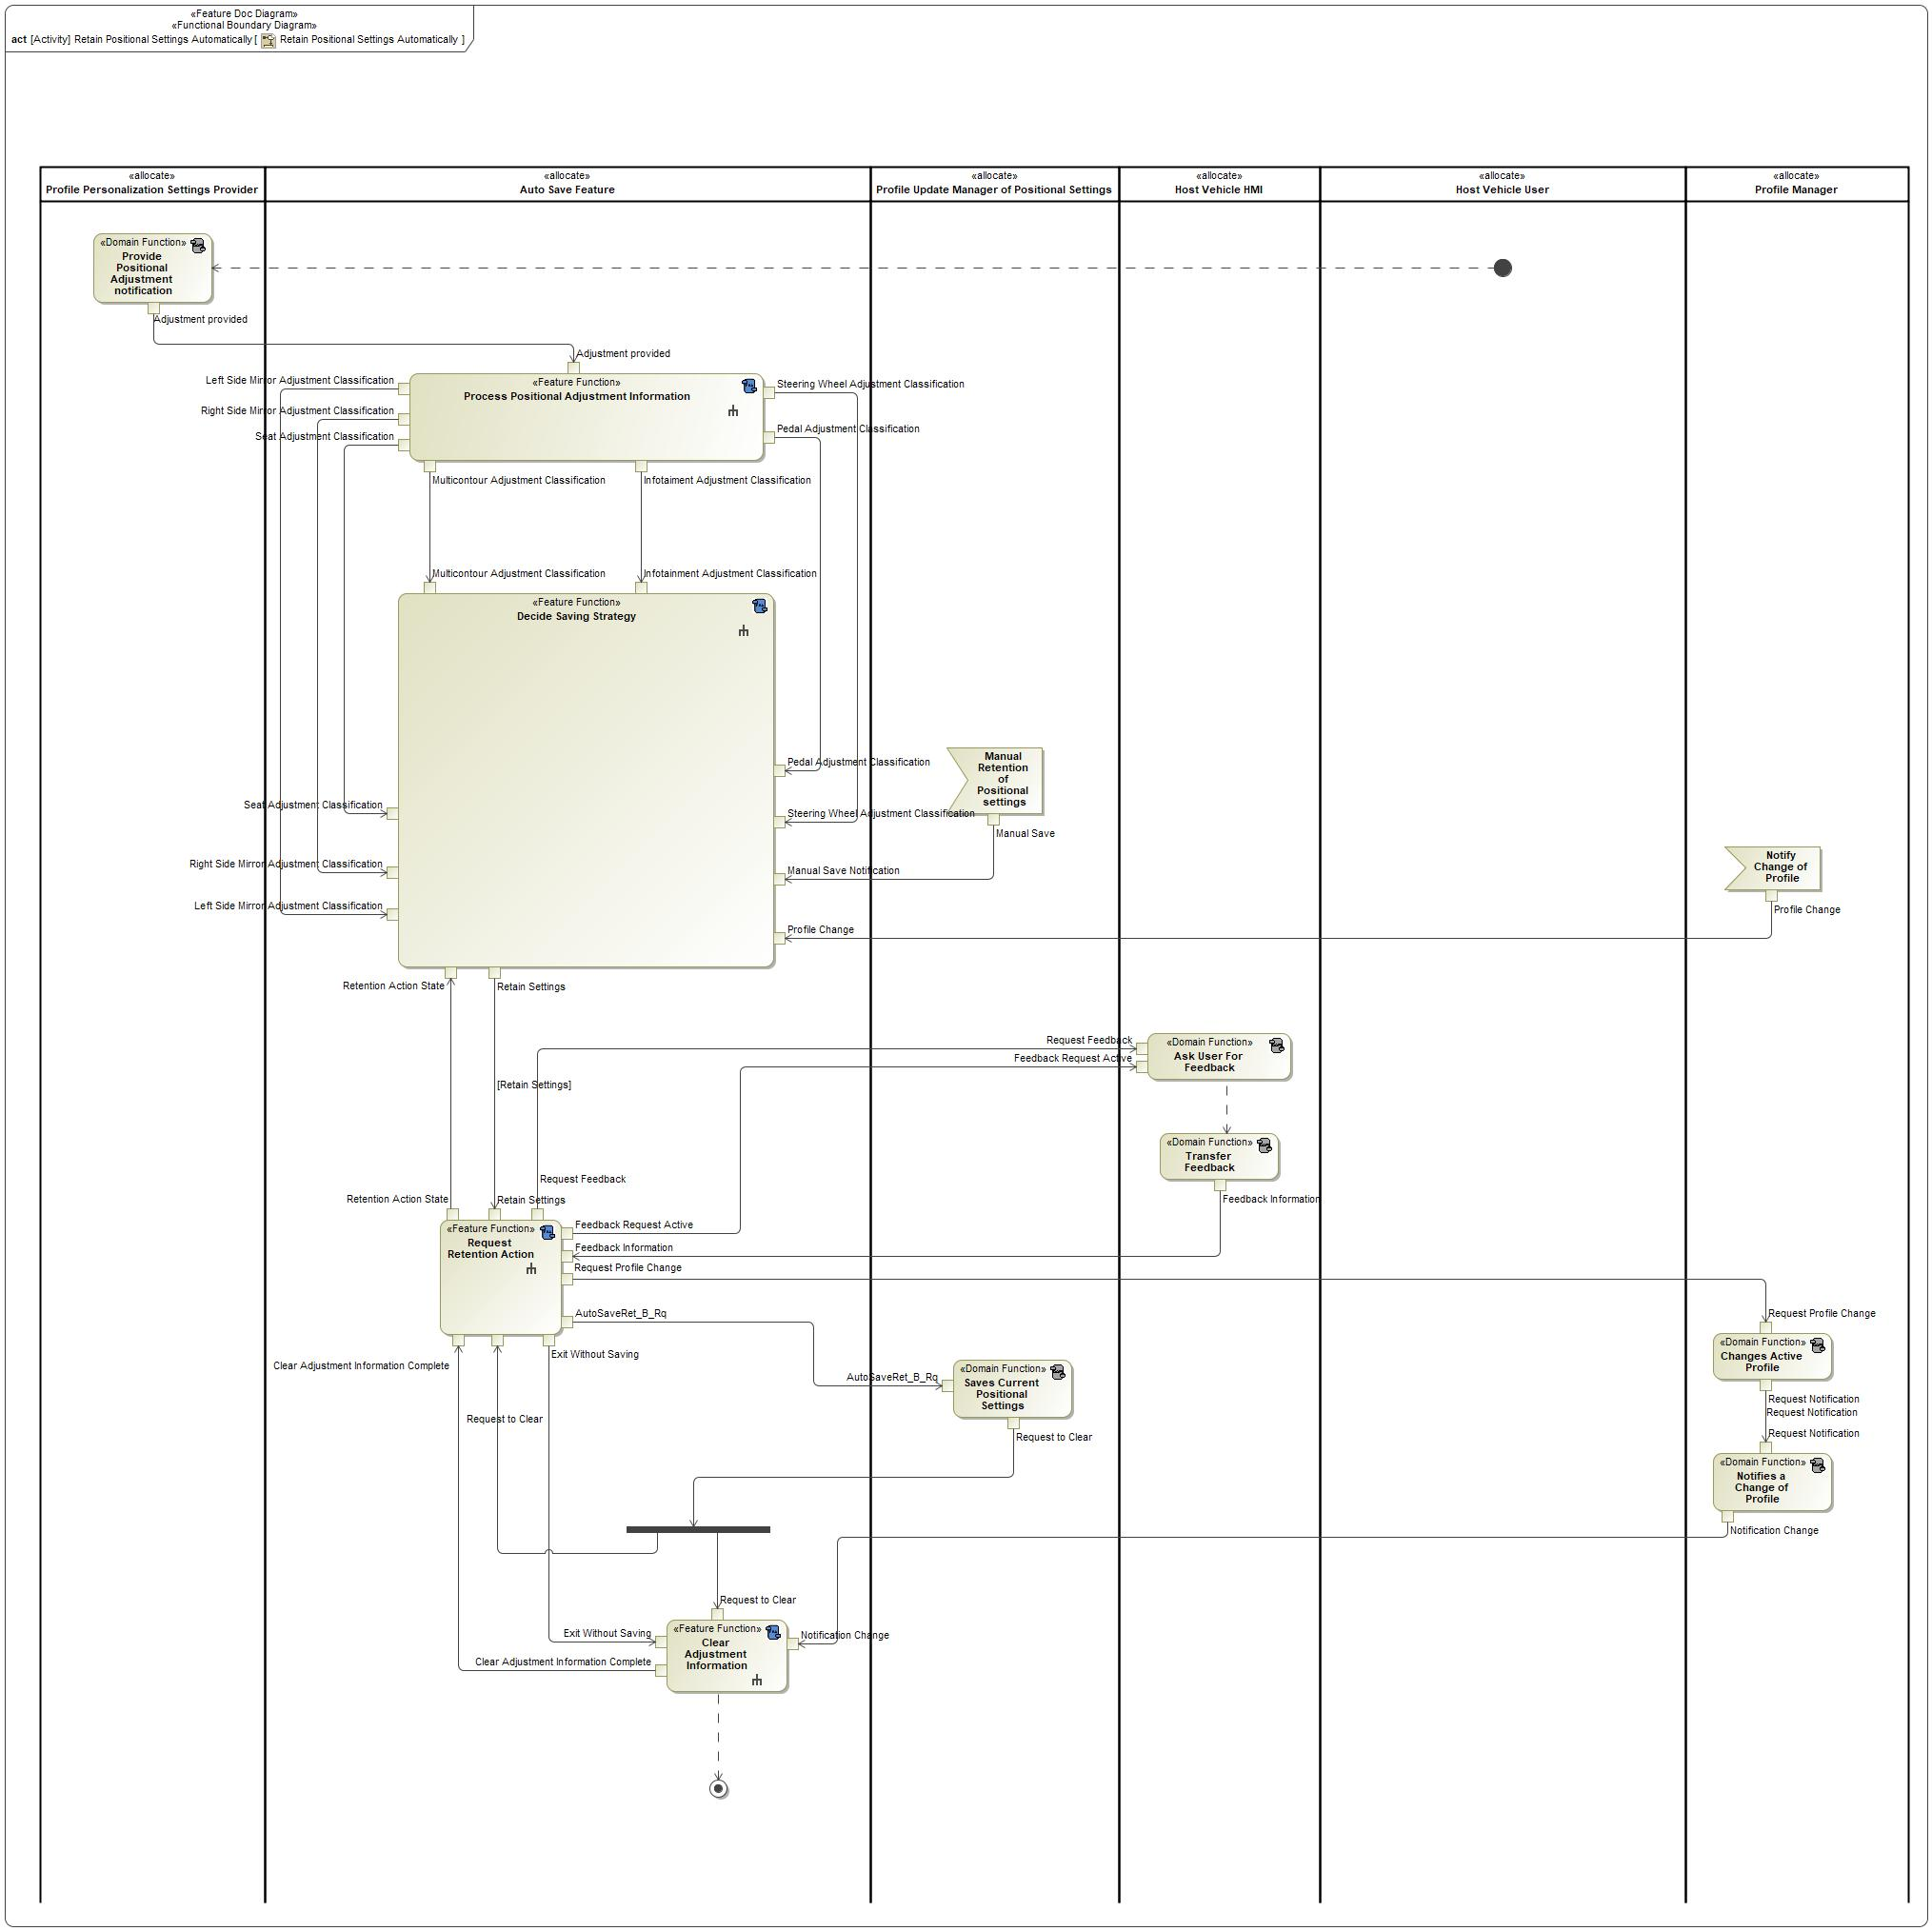 «Feature Doc Diagram»
«Functional Boundary Diagram»
act [Activity] Retain Positional Settings Automatically [ Retain Positional Settings Automatically ]
«allocate»
Profile Personalization Settings Provider
«allocate»
Auto Save Feature
«allocate»
Profile Update Manager of Positional Settings
«allocate»
Host Vehicle HMI
«allocate»
Host Vehicle User
«allocate»
Profile Manager
«Domain Function»
Provide
Positional
Adjustment
notification
Adjustment provided
Adjustment provided
Left Side Mirror Adjustment Classification
Right Side Mirror Adjustment Classification
Seat Adjustment Classification
«Feature Function»
Process Positional Adjustment Information
Steering Wheel Adjustment Classification
Pedal Adjustment Classification
Multicontour Adjustment Classification
Infotaiment Adjustment Classification
Multicontour Adjustment Classification
Infotainment Adjustment Classification
«Feature Function»
Decide Saving Strategy
Pedal Adjustment Classification
Manual
Retention
of
Positional
settings
Seat Adjustment Classification
Steering Wheel Adjustment Classification
Manual Save
Right Side Mirror Adjustment Classification
Manual Save Notification
Notify
Change of
Profile
Left Side Mirror Adjustment Classification
Profile Change
Profile Change
Retention Action State
Retain Settings
Request Feedback
Feedback Request Active
«Domain Function»
Ask User For
Feedback
[Retain Settings]
«Domain Function»
Transfer
Feedback
Request Feedback
Feedback Information
Retention Action State
Retain Settings
«Feature Function»
Request
Retention Action
Feedback Request Active
Feedback Information
Request Profile Change
AutoSaveRet_B_Rq
Request Profile Change
«Domain Function»
Changes Active
Profile
Exit Without Saving
Clear Adjustment Information Complete
AutoSaveRet_B_Rq
«Domain Function»
Saves Current
Positional
Settings
Request Notification
Request Notification
Request Notification
Request to Clear
Request to Clear
«Domain Function»
Notifies a
Change of
Profile
Notification Change
Request to Clear
«Feature Function»
Clear
Adjustment
Information
Exit Without Saving
Notification Change
Clear Adjustment Information Complete